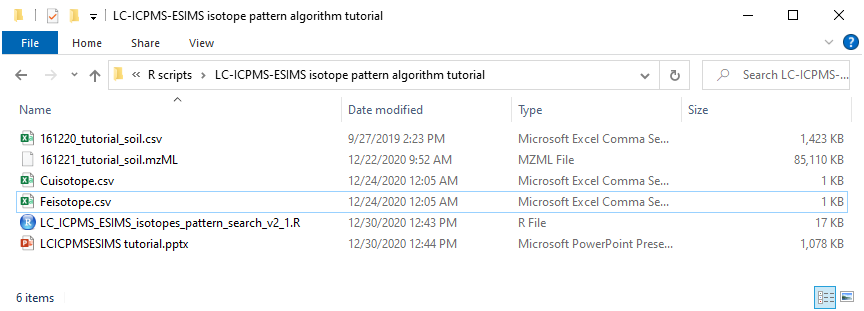 LC-ICPMS-ESIMS isotope pattern algorithm tutorial
File Home Share View
« R scripts > LC-ICPMS-ESIMS isotope pattern algorithm tutorial Search LC-ICPMS-...
Name Date modified Type Size
161220_tutorial_soil.csv 9/27/2019 2:23 PM Microsoft Excel Comma Se... 1,423 KB
161221_tutorial_soil.mzML 12/22/2020 9:52 AM MZML File 85,110 KB
Cuisotope.csv 12/24/2020 12:05 AM Microsoft Excel Comma Se... 1 KB
Feisotope.csv 12/24/2020 12:05 AM Microsoft Excel Comma Se... 1 KB
LC_ICPMS_ESIMS_isotopes_pattern_search_v2_1.R 12/30/2020 12:43 PM R File 17 KB
LCICPMSESIMS tutorial.pptx 12/30/2020 12:44 PM Microsoft PowerPoint Prese... 1,078 KB
6 items